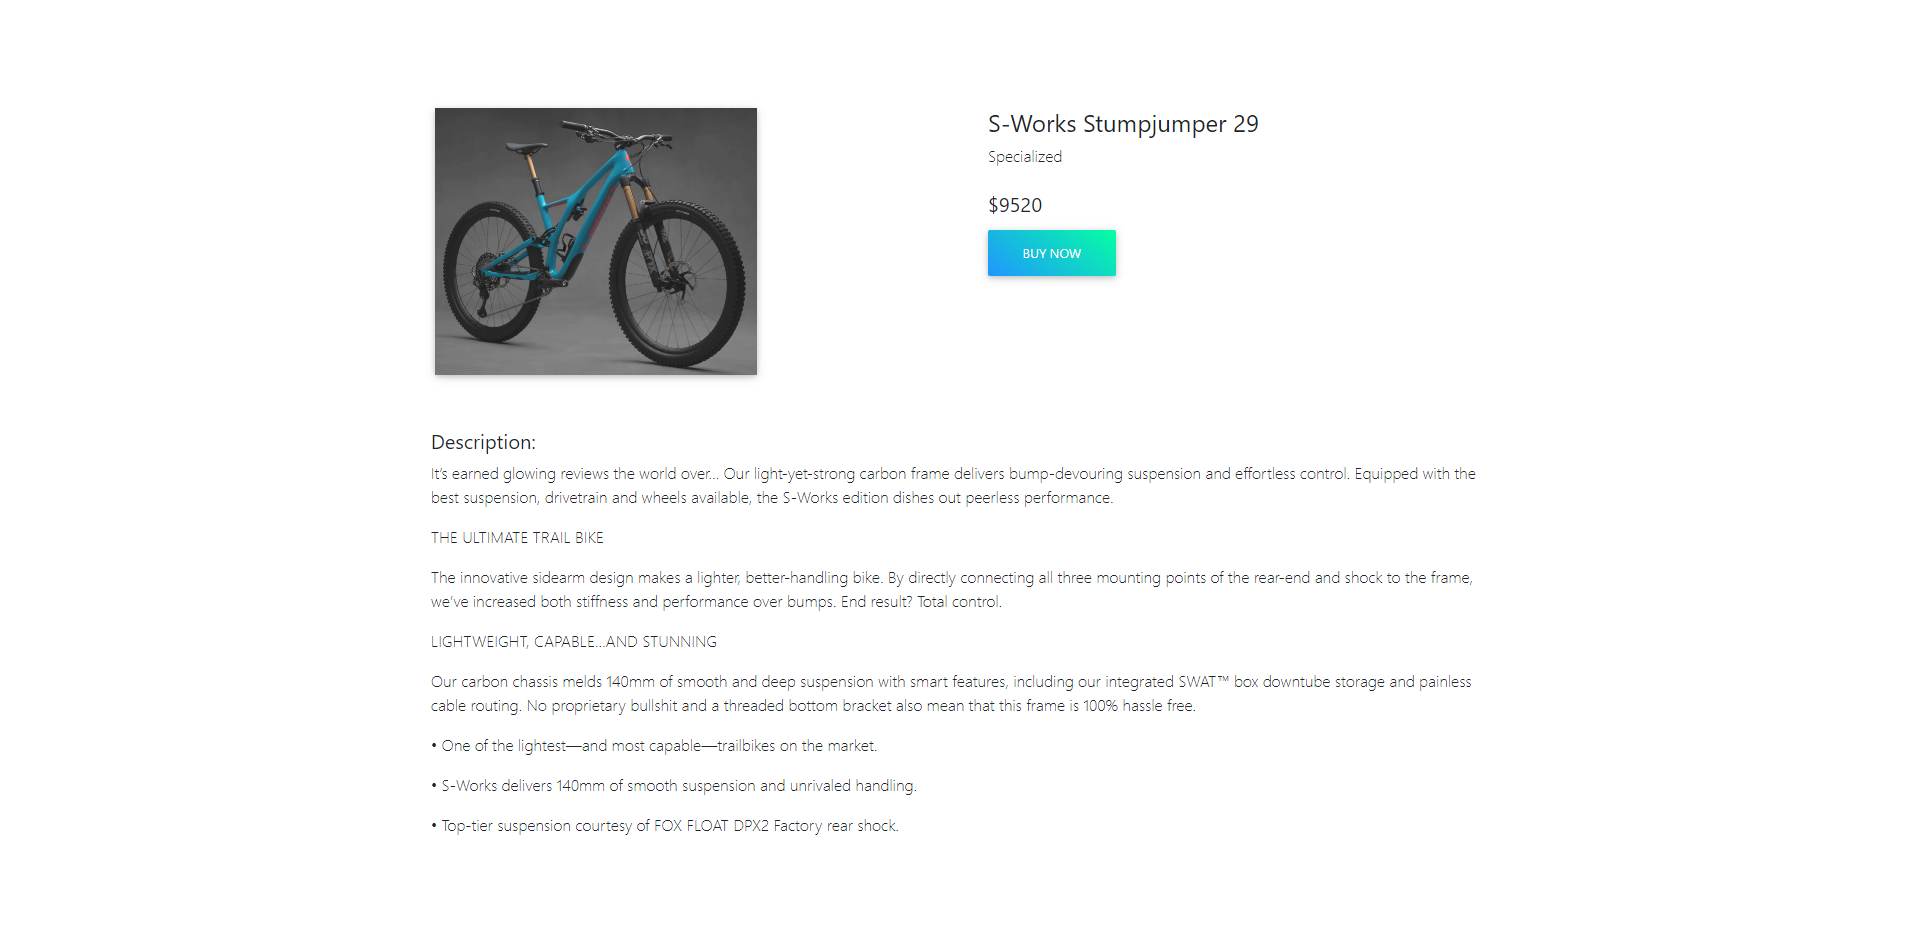 S-Works Stumpjumper 29
Specialized
$9520
BUY NOW
Description:
It’s earned glowing reviews the world over... Our light-yet-strong carbon frame delivers bump-devouring suspension and effortless control. Equipped with the
best suspension, drivetrain and wheels available, the S-Works edition dishes out peerless performance.
THE ULTIMATE TRAIL BIKE
The innovative sidearm design makes a lighter, better-handling bike. By directly connecting all three mounting points of the rear-end and shock to the frame,
we’ve increased both stiffness and performance over bumps. End result? Total control.
LIGHTWEIGHT, CAPABLE...AND STUNNING
Our carbon chassis melds 140mm of smooth and deep suspension with smart features, including our integrated SWAT™ box downtube storage and painless
cable routing. No proprietary bullshit and a threaded bottom bracket also mean that this frame is 100% hassle free.
• One of the lightest—and most capable—trailbikes on the market.
• S-Works delivers 140mm of smooth suspension and unrivaled handling.
• Top-tier suspension courtesy of FOX FLOAT DPX2 Factory rear shock.